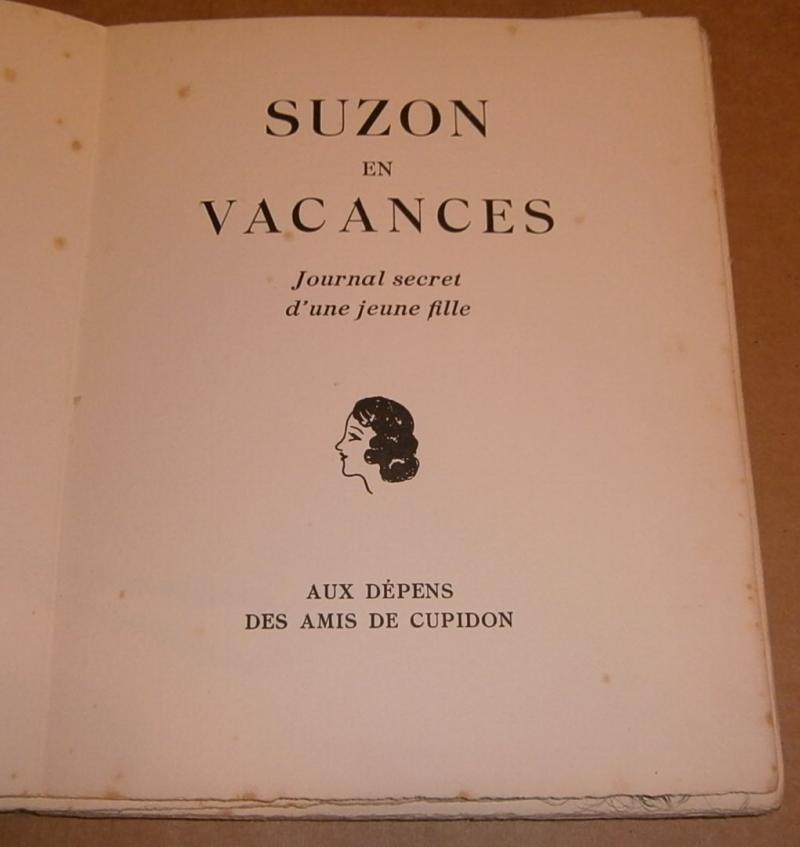 SUZON
EN
VACANCES
Journal secret
d'une jeune fille
AUX DÉPENS
DES AMIS DE CUPIDON